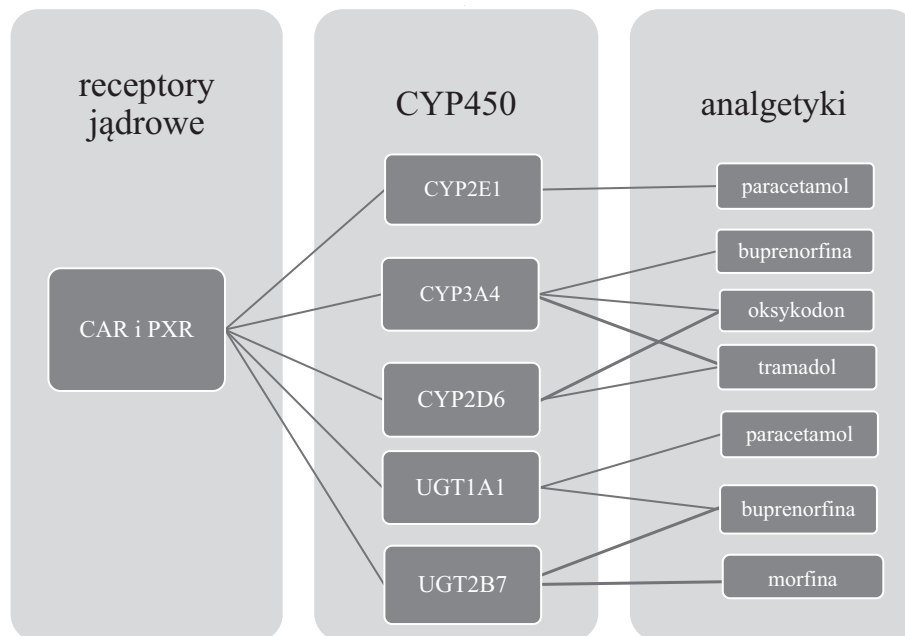 receptory
jądrowe
CAR i PXR
CYP450
CYP2E1
CYP3A4
CYP2D6
UGT1A1
UGT2B7
analgetyki
paracetamol
buprenorfina
oksykodon
tramadol
paracetamol
buprenorfina
morfina